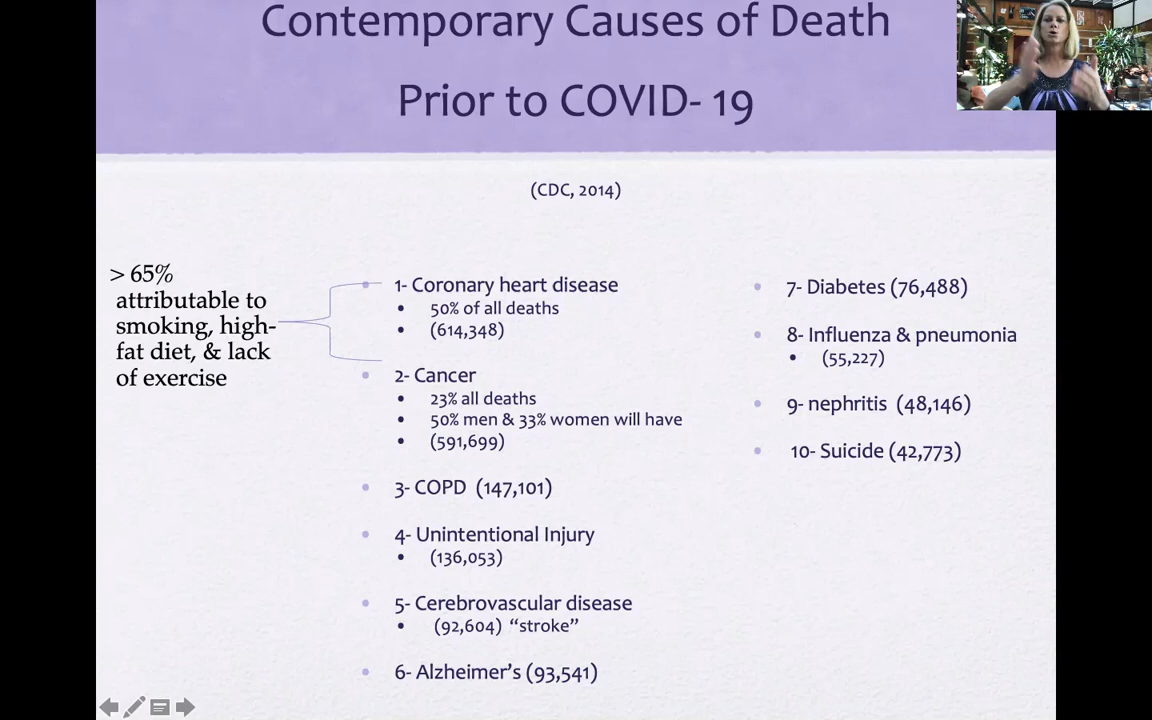 Contemporary Causes of Death
Prior to COVID- 19
(CDC, 2014)
> 65%
attributable to
smoking, high-
fat diet, & lack
of exercise
1- Coronary heart disease
50% of all deaths
(614,348)
2- Cancer
23% all deaths
50% men & 33% women will have
(591,699)
3- COPD (147,101)
4- Unintentional Injury
(136,053)
5- Cerebrovascular disease
(92,604) “stroke”
6- Alzheimer’s (93,541)
7- Diabetes (76,488)
8- Influenza & pneumonia
(55,227)
9- nephritis (48,146)
10- Suicide (42,773)